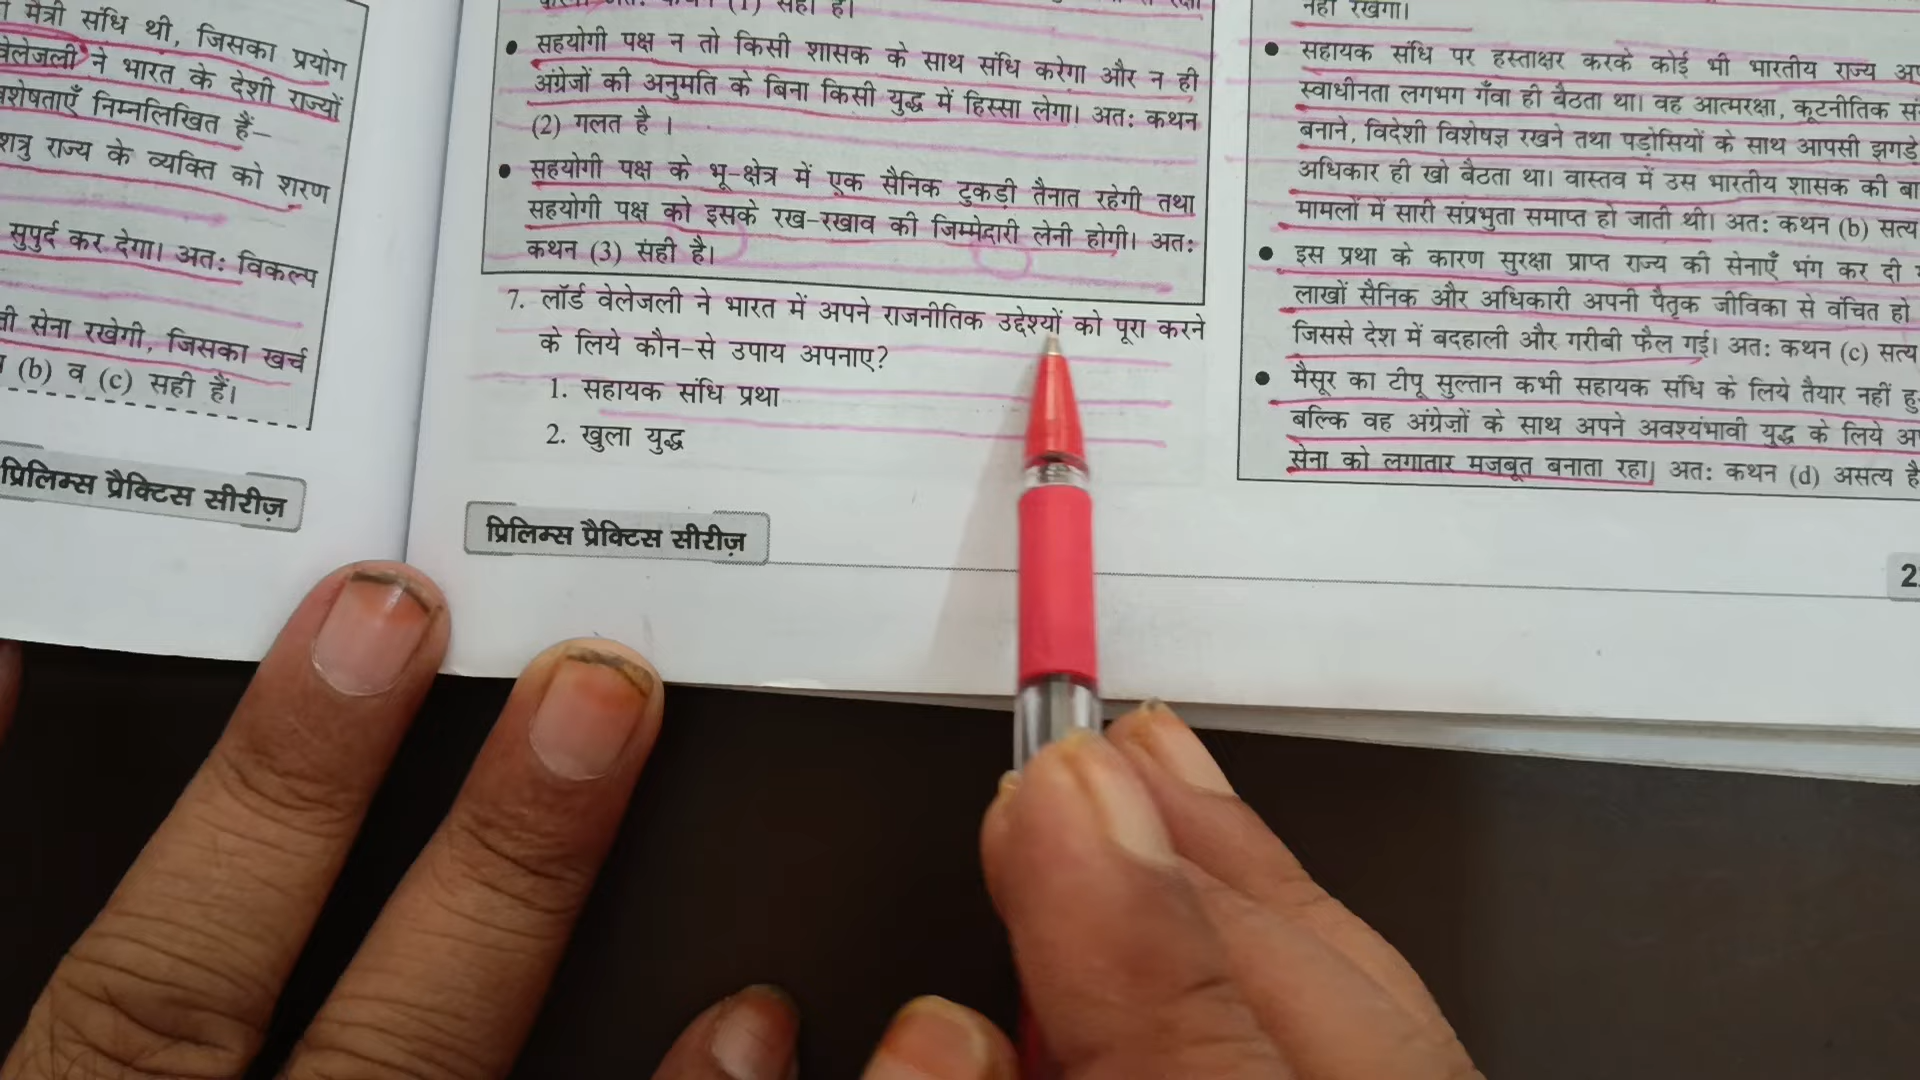 मैत्री संधि थी, जिसका प्रयोग
वेलेजली ने भारत के देशी राज्यों
निम्नलिखित हैं–
शत्रु राज्य के व्यक्ति को शरण
सुपुर्द कर देगा। अतः विकल्प
सेना रखेगी, जिसका खर्च
(b) व (c) सही हैं।
प्रिलिम्स प्रैक्टिस सीरीज़
(1) सही है।
• सहयोगी पक्ष न तो किसी शासक के साथ संधि करेगा और न ही
अंग्रेजों की अनुमति के बिना किसी युद्ध में हिस्सा लेगा। अतः कथन
(2) गलत है ।
• सहयोगी पक्ष के भू-क्षेत्र में एक सैनिक टुकड़ी तैनात रहेगी तथा
सहयोगी पक्ष को इसके रख-रखाव की जिम्मेदारी लेनी होगी। अतः
कथन (3) सही है।
7. लॉर्ड वेलेजली ने भारत में अपने राजनीतिक उद्देश्यों को पूरा करने
के लिये कौन-से उपाय अपनाए?
1. सहायक संधि प्रथा
2. खुला युद्ध
प्रिलिम्स प्रैक्टिस सीरीज़
नहीं रखेगा।
• सहायक संधि पर हस्ताक्षर करके कोई भी भारतीय राज्य
स्वाधीनता लगभग गँवा ही बैठता था। वह आत्मरक्षा, कूटनीतिक
बनाने, विदेशी विशेषज्ञ रखने तथा पड़ोसियों के साथ आपसी झगड़े
अधिकार ही खो बैठता था। वास्तव में उस भारतीय शासक की
मामलों में सारी संप्रभुता समाप्त हो जाती थी। अतः कथन (b) सत्य
• इस प्रथा के कारण सुरक्षा प्राप्त राज्य की सेनाएँ भंग कर दी
लाखों सैनिक और अधिकारी अपनी पैतृक जीविका से वंचित हो
जिससे देश में बदहाली और गरीबी फैल गई। अतः कथन (c) सत्य
• मैसूर का टीपू सुल्तान कभी सहायक संधि के लिये तैयार नहीं
बल्कि वह अंग्रेजों के साथ अपने अवश्यंभावी युद्ध के लिये
सेना को लगातार मजबूत बनाता रहा। अतः कथन (d) असत्य है